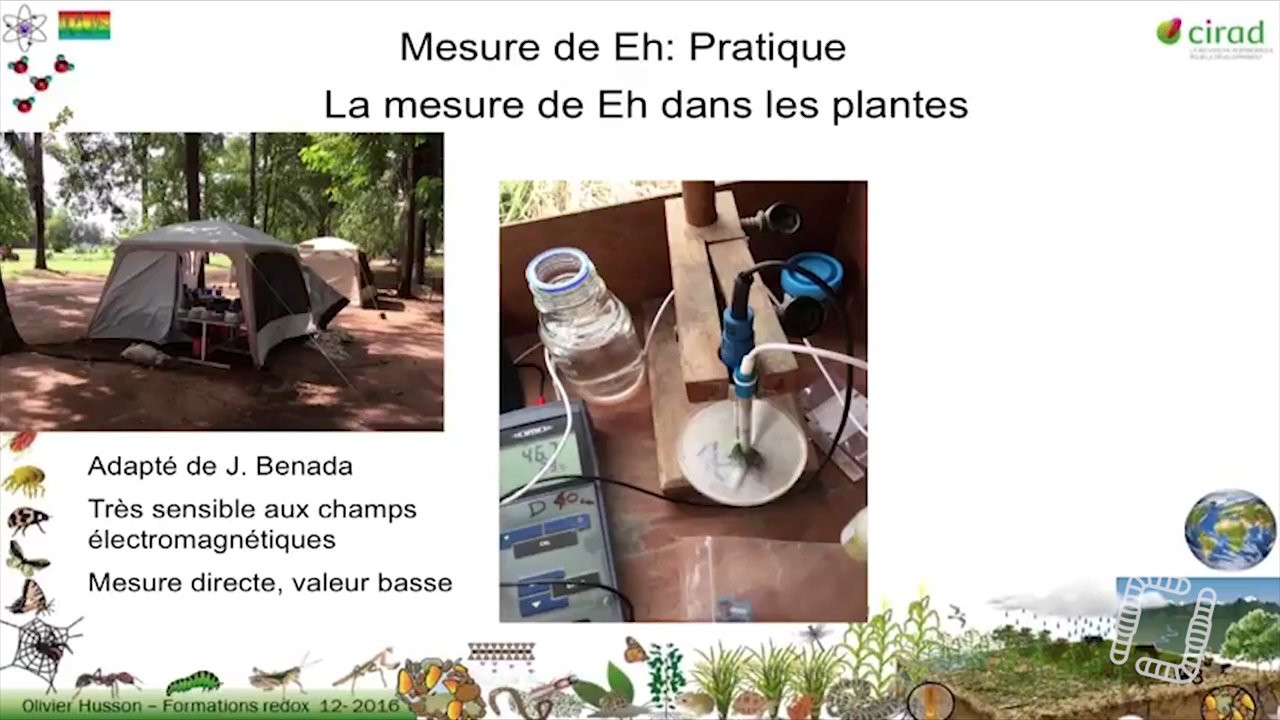 Mesure de Eh: Pratique
cirad
La mesure de Eh dans les plantes
Adapté de J. Benada
Très sensible aux champs
électromagnétiques
Mesure directe, valeur basse
Olivier Husson – Formations redox 12- 2016